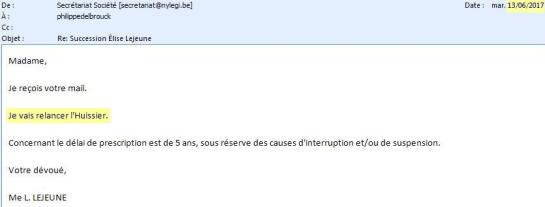 De : Secrétariat Société [secretariat@nylegi.be] Date : mar. 13/06/2017
À : philippedelbrouck
Cc :
Objet : Re: Succession Élise Lejeune
Madame,
Je reçois votre mail.
Je vais relancer l'Huissier.
Concernant le délai de prescription est de 5 ans, sous réserve des causes d'interruption et/ou de suspension.
Votre dévoué,
Me L. LEJEUNE